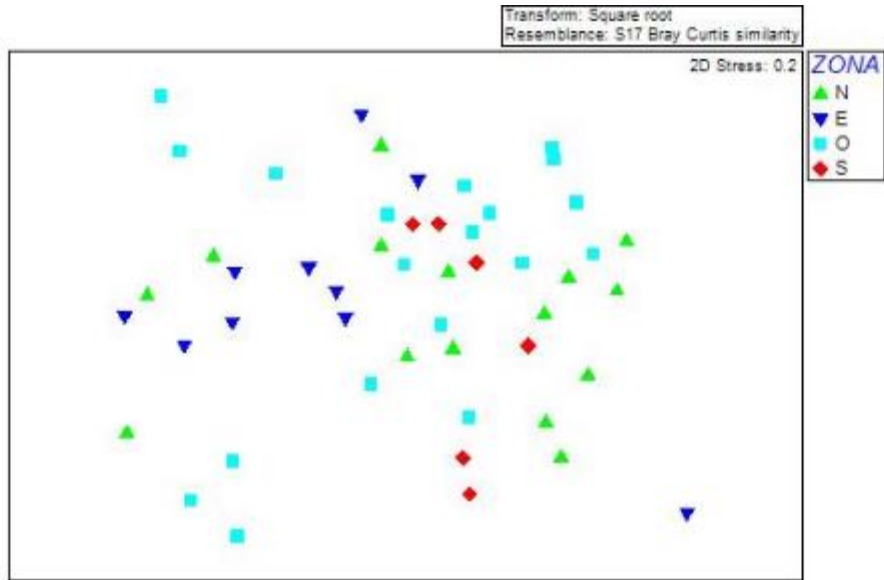 Transform: Square root
Resemblance: S17 Bray Curtis similarity
2D Stress: 0.2
ZONA
N
E
O
S